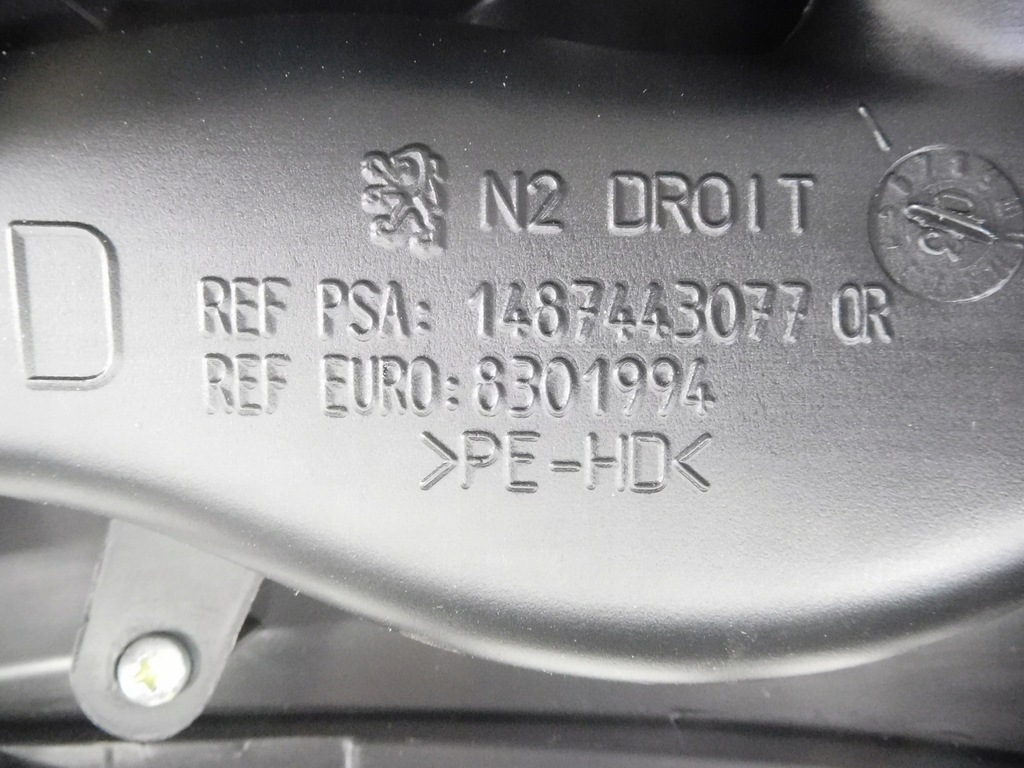 N2 DROIT
D
REF PSA: 1487443077 OR
REF EURO: 8301994
>PE-HD<